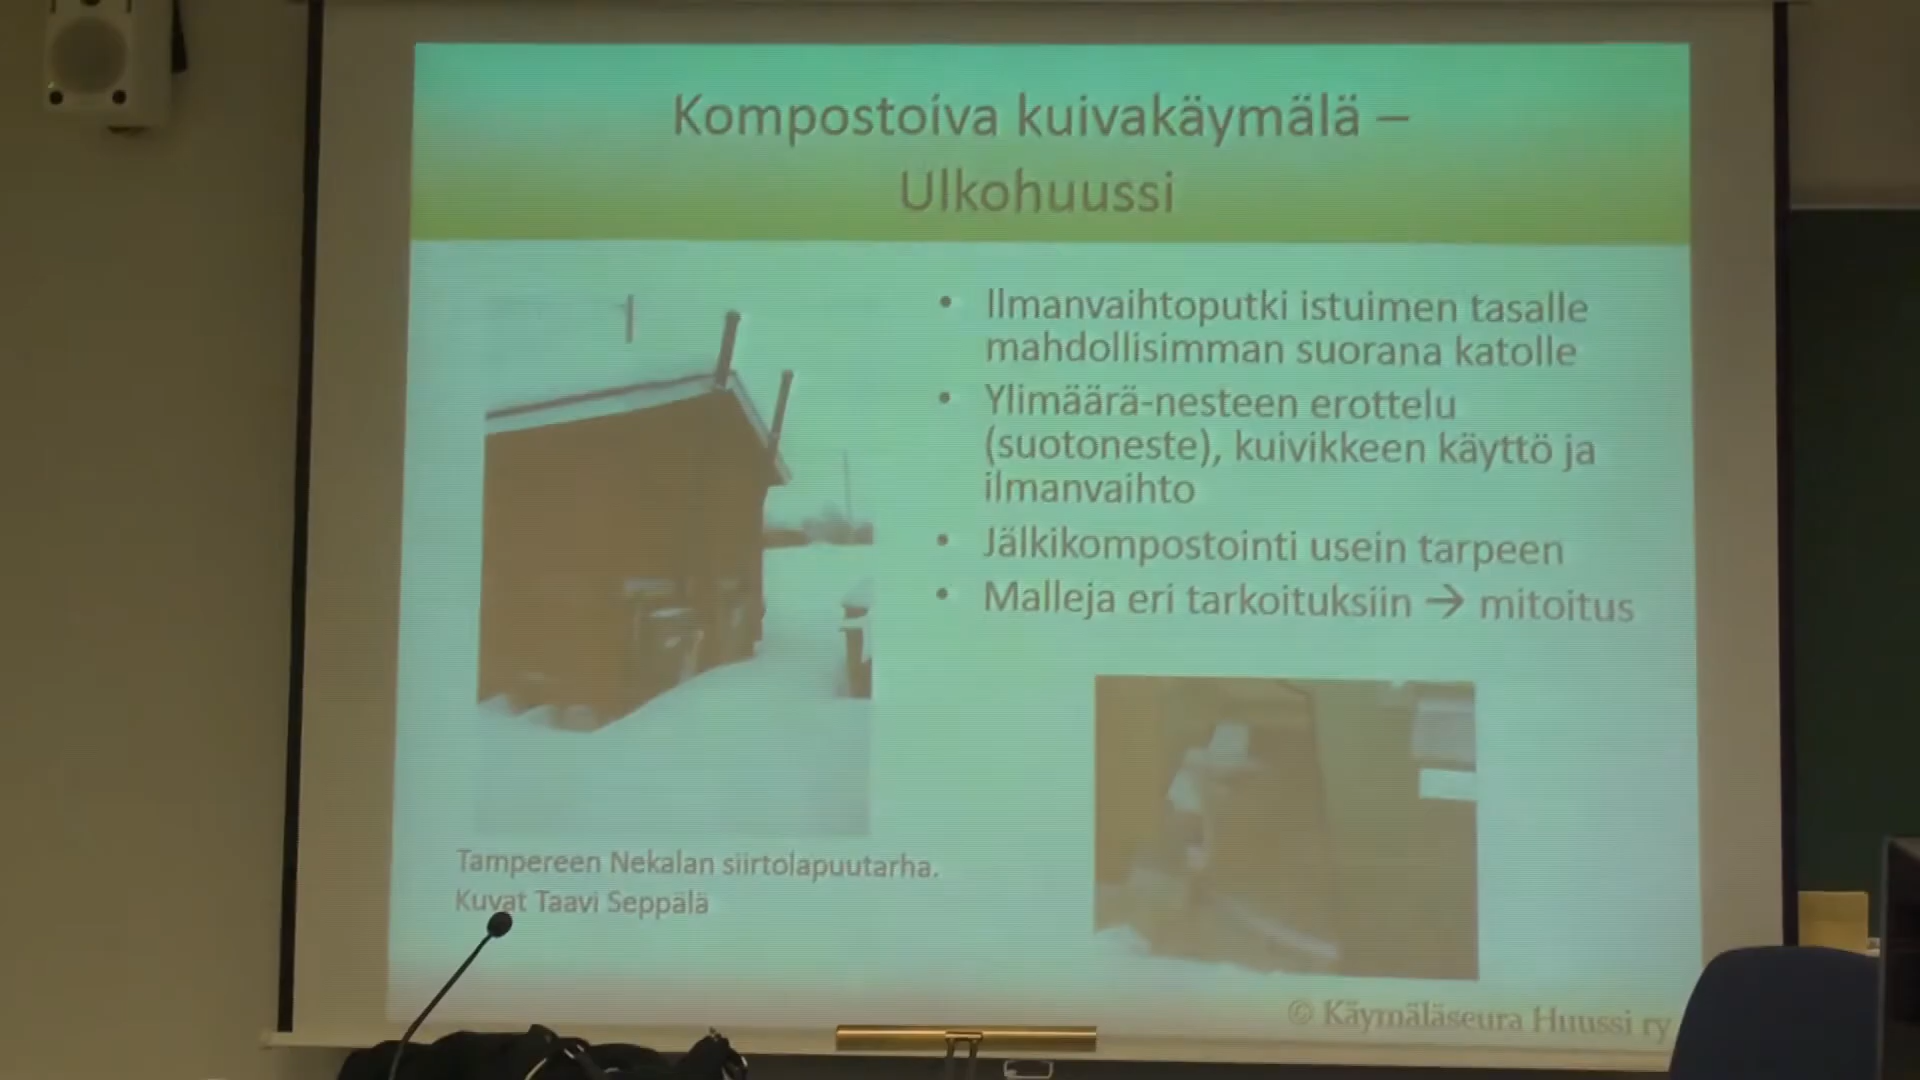 Kompostoiva kuivakäymälä –
Ulkohuussi
• Ilmanvaihtoputki istuimen tasalle
mahdollisimman suorana katolle
• Ylimäärä-nesteen erottelu
(suotoneste), kuivikkeen käyttö ja
ilmanvaihto
• Jälkikompostointi usein tarpeen
• Malleja eri tarkoituksiin → mitoitus
Tampereen Nekalan siirtolapuutarha.
Kuvat Taavi Seppälä
© Käymäläseura Huussi ry